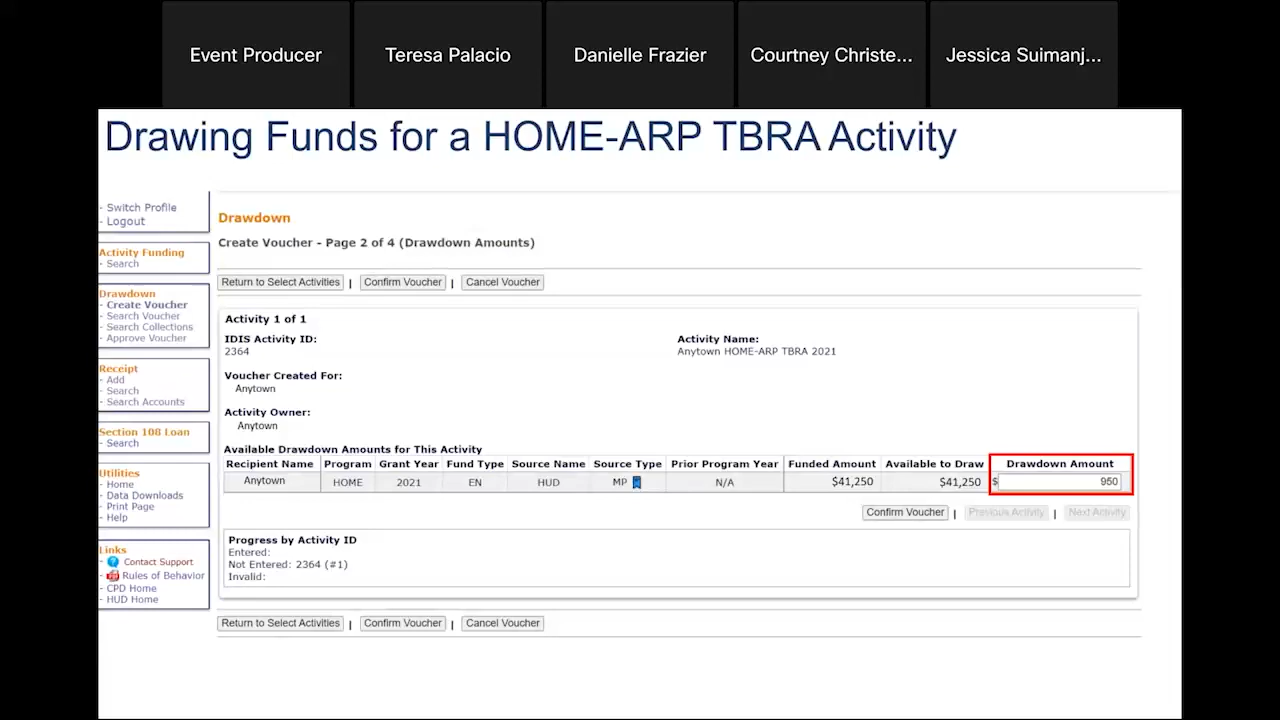 Event Producer
Teresa Palacio
Danielle Frazier
Courtney Christe...
Jessica Suimanj...
Drawing Funds for a HOME-ARP TBRA Activity
- Switch Profile
- Logout
Activity Funding
- Search
Drawdown
- Create Voucher
- Search Voucher
- Search Collections
- Approve Voucher
Receipt
- Add
- Search
- Search Accounts
Section 108 Loan
- Search
Utilities
- Home
- Data Downloads
- Print Page
- Help
Links
- Contact Support
- Rules of Behavior
- CPD Home
- HUD Home
Drawdown
Create Voucher - Page 2 of 4 (Drawdown Amounts)
Return to Select Activities | Confirm Voucher | Cancel Voucher
Activity 1 of 1
IDIS Activity ID: Activity Name:
2364 Anytown HOME-ARP TBRA 2021
Voucher Created For:
Anytown
Activity Owner:
Anytown
Available Drawdown Amounts for This Activity
Recipient Name Program Grant Year Fund Type Source Name Source Type Prior Program Year Funded Amount Available to Draw Drawdown Amount
Anytown HOME 2021 EN HUD MP N/A $41,250 $41,250 $ 950
Confirm Voucher | Previous Activity | Next Activity
Progress by Activity ID
Entered:
Not Entered: 2364 (#1)
Invalid:
Return to Select Activities | Confirm Voucher | Cancel Voucher